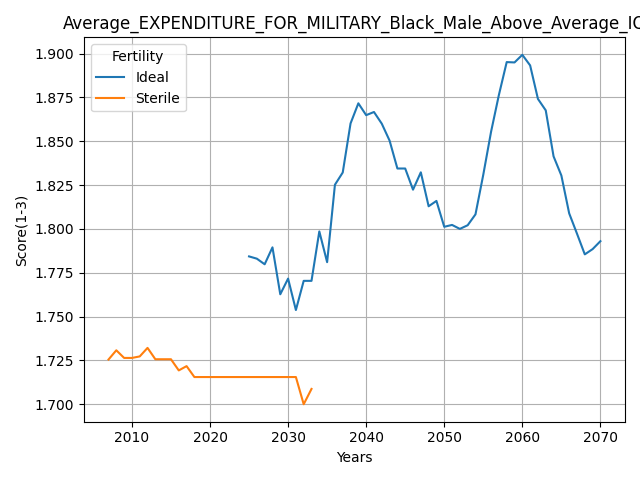 Average_EXPENDITURE_FOR_MILITARY_Black_Male_Above_Average_IQ
Fertility
Ideal
Sterile
Score(1-3)
1.900
1.875
1.850
1.825
1.800
1.775
1.750
1.725
1.700
2010 2020 2030 2040 2050 2060 2070
Years